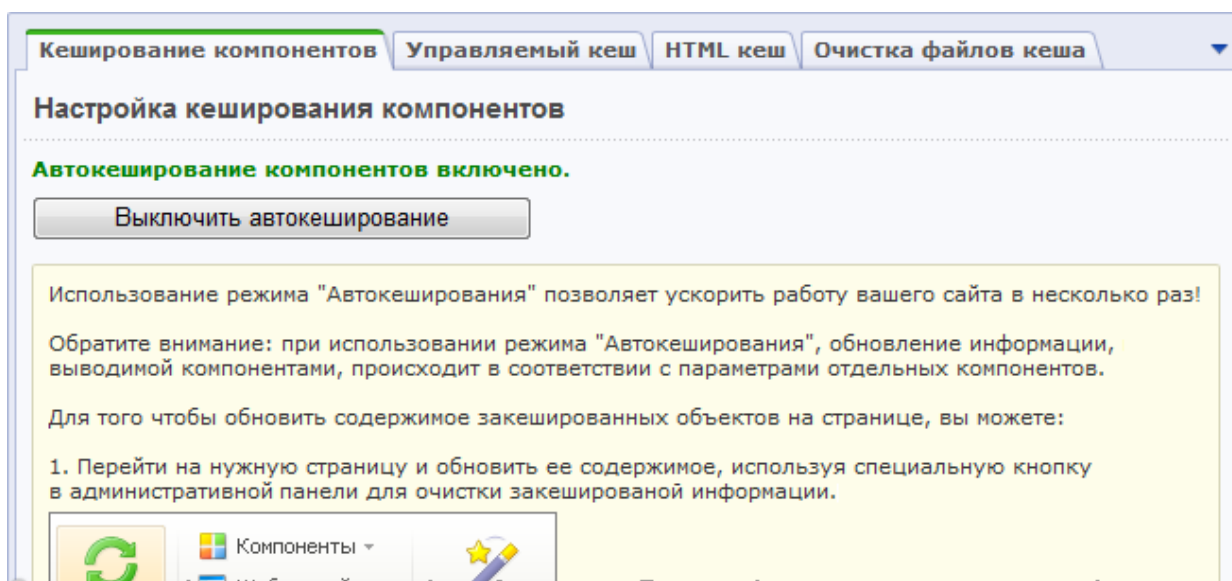 Кеширование компонентов Управляемый кеш HTML кеш Очистка файлов кеша
Настройка кеширования компонентов
Автокеширование компонентов включено.
Выключить автокеширование
Использование режима "Автокеширования" позволяет ускорить работу вашего сайта в несколько раз!
Обратите внимание: при использовании режима "Автокеширования", обновление информации,
выводимой компонентами, происходит в соответствии с параметрами отдельных компонентов.
Для того чтобы обновить содержимое закешированных объектов на странице, вы можете:
1. Перейти на нужную страницу и обновить ее содержимое, используя специальную кнопку
в административной панели для очистки закешированой информации.
Компоненты